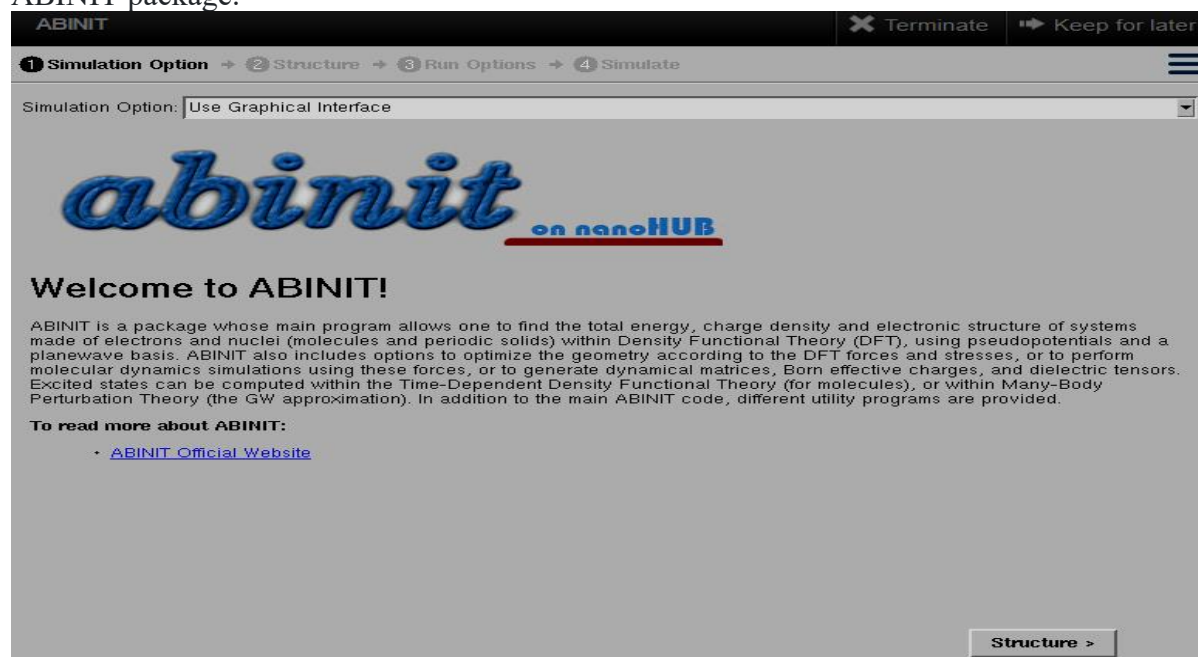 ABINIT package.
ABINIT
Terminate
Keep for later
1 Simulation Option → 2 Structure → 3 Run Options → 4 Simulate
Simulation Option: Use Graphical Interface
abinit
on nanoHUB
Welcome to ABINIT!
ABINIT is a package whose main program allows one to find the total energy, charge density and electronic structure of systems
made of electrons and nuclei (molecules and periodic solids) within Density Functional Theory (DFT), using pseudopotentials and a
planewave basis. ABINIT also includes options to optimize the geometry according to the DFT forces and stresses, or to perform
molecular dynamics simulations using these forces, or to generate dynamical matrices, Born effective charges, and dielectric tensors.
Excited states can be computed within the Time-Dependent Density Functional Theory (for molecules), or within Many-Body
Perturbation Theory (the GW approximation). In addition to the main ABINIT code, different utility programs are provided.
To read more about ABINIT:
• ABINIT Official Website
Structure >